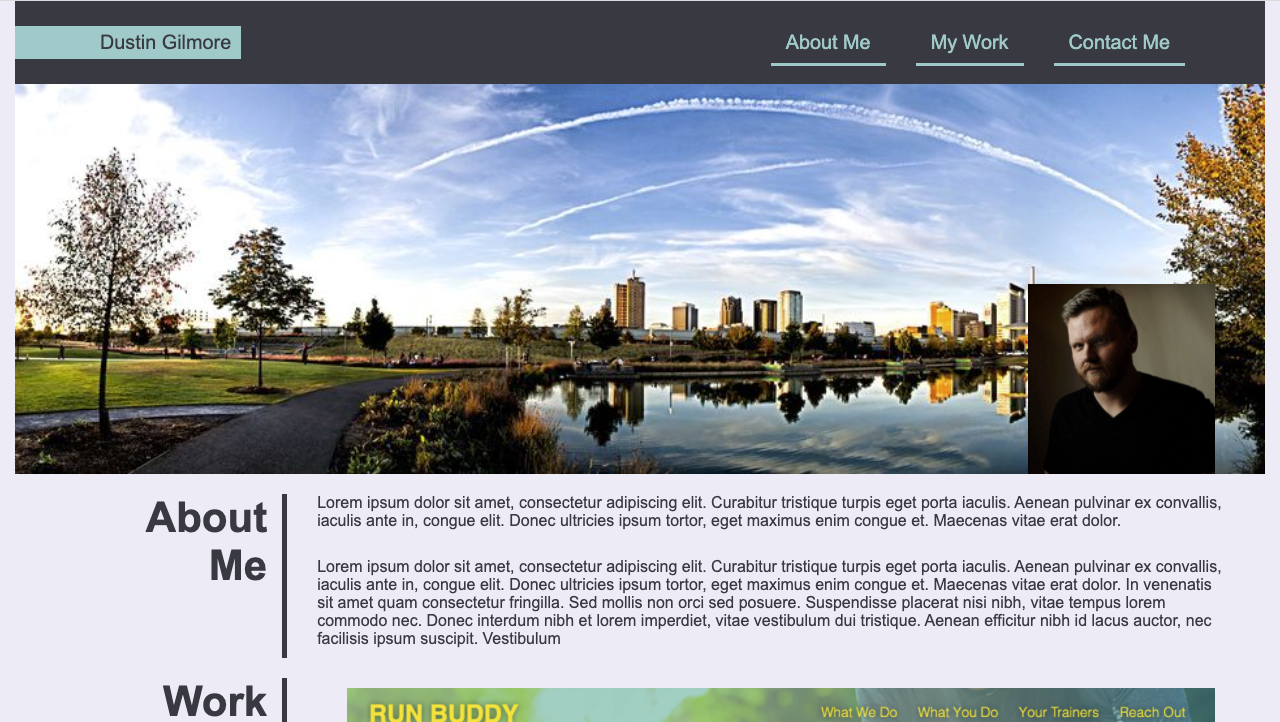 Dustin Gilmore
About Me
My Work
Contact Me
About
Me
Lorem ipsum dolor sit amet, consectetur adipiscing elit. Curabitur tristique turpis eget porta iaculis. Aenean pulvinar ex convallis,
iaculis ante in, congue elit. Donec ultricies ipsum tortor, eget maximus enim congue et. Maecenas vitae erat dolor.
Lorem ipsum dolor sit amet, consectetur adipiscing elit. Curabitur tristique turpis eget porta iaculis. Aenean pulvinar ex convallis,
iaculis ante in, congue elit. Donec ultricies ipsum tortor, eget maximus enim congue et. Maecenas vitae erat dolor. In venenatis
sit amet quam consectetur fringilla. Sed mollis non orci sed posuere. Suspendisse placerat nisi nibh, vitae tempus lorem
commodo nec. Donec interdum nibh et lorem imperdiet, vitae vestibulum dui tristique. Aenean efficitur nibh id lacus auctor, nec
facilisis ipsum suscipit. Vestibulum
Work
RUN BUDDY
What We Do
What You Do
Your Trainers
Reach Out